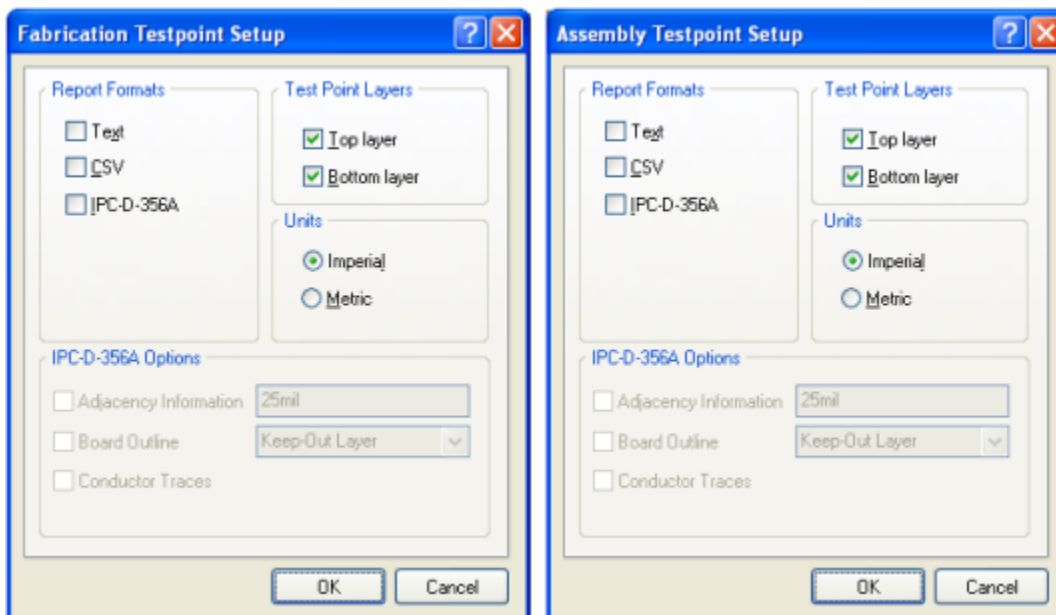 Fabrication Testpoint Setup
Report Formats
Text
CSV
IPC-D-356A
Test Point Layers
Top layer
Bottom layer
Units
Imperial
Metric
IPC-D-356A Options
Adjacency Information 25mil
Board Outline Keep-Out Layer
Conductor Traces
OK Cancel
Assembly Testpoint Setup
Report Formats
Text
CSV
IPC-D-356A
Test Point Layers
Top layer
Bottom layer
Units
Imperial
Metric
IPC-D-356A Options
Adjacency Information 25mil
Board Outline Keep-Out Layer
Conductor Traces
OK Cancel